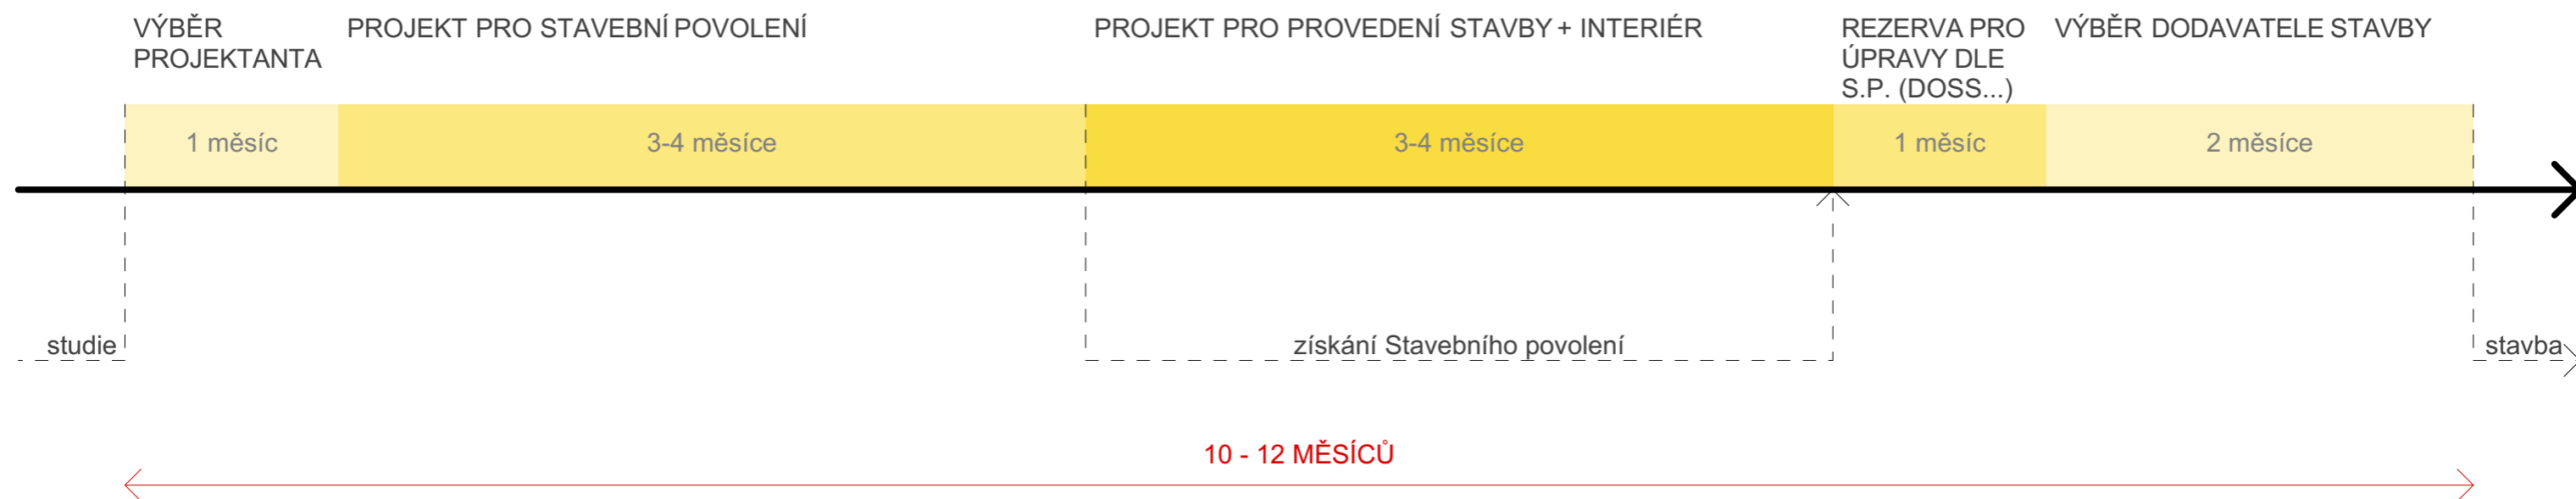 VÝBĚR
PROJEKTANTA
PROJEKT PRO STAVEBNÍ POVOLENÍ
PROJEKT PRO PROVEDENÍ STAVBY + INTERIÉR
REZERVA PRO
ÚPRAVY DLE
S.P. (DOSS...)
VÝBĚR DODAVATELE STAVBY
1 měsíc
3-4 měsíce
3-4 měsíce
1 měsíc
2 měsíce
studie
získání Stavebního povolení
stavba
10 - 12 MĚSÍCŮ